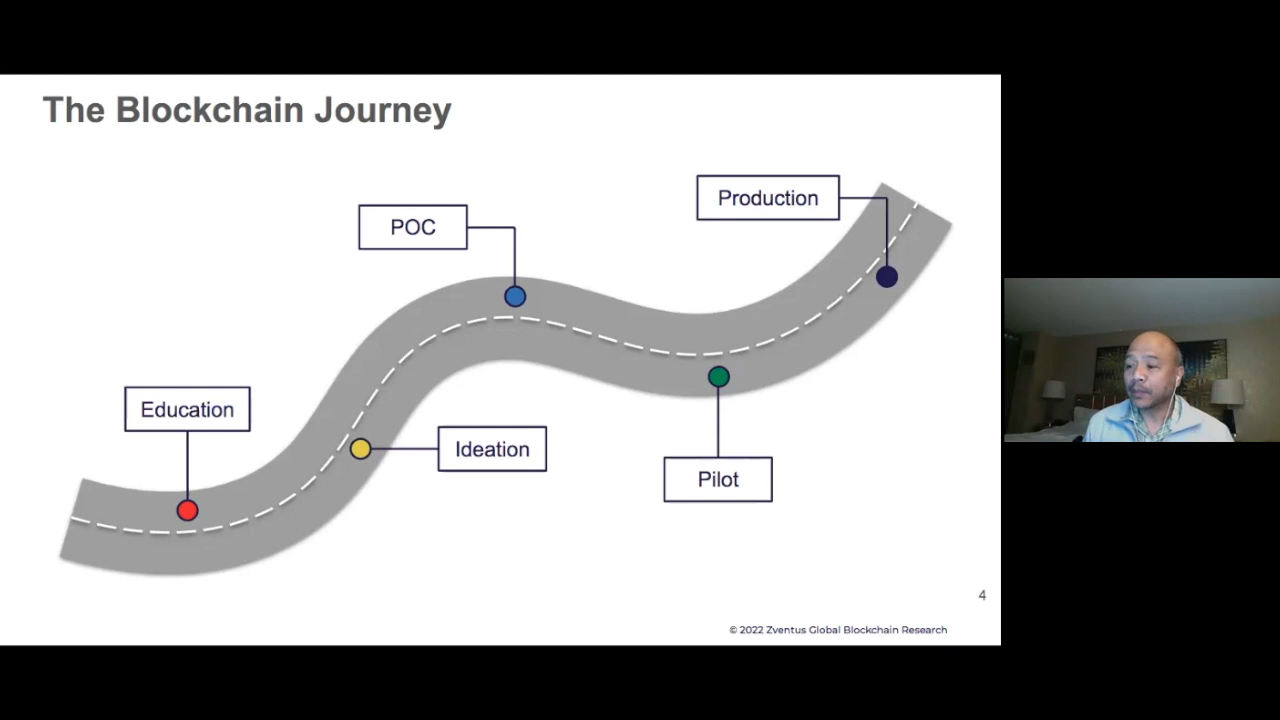 The Blockchain Journey
Production
POC
Education
Ideation
Pilot
4
© 2022 Zventus Global Blockchain Research